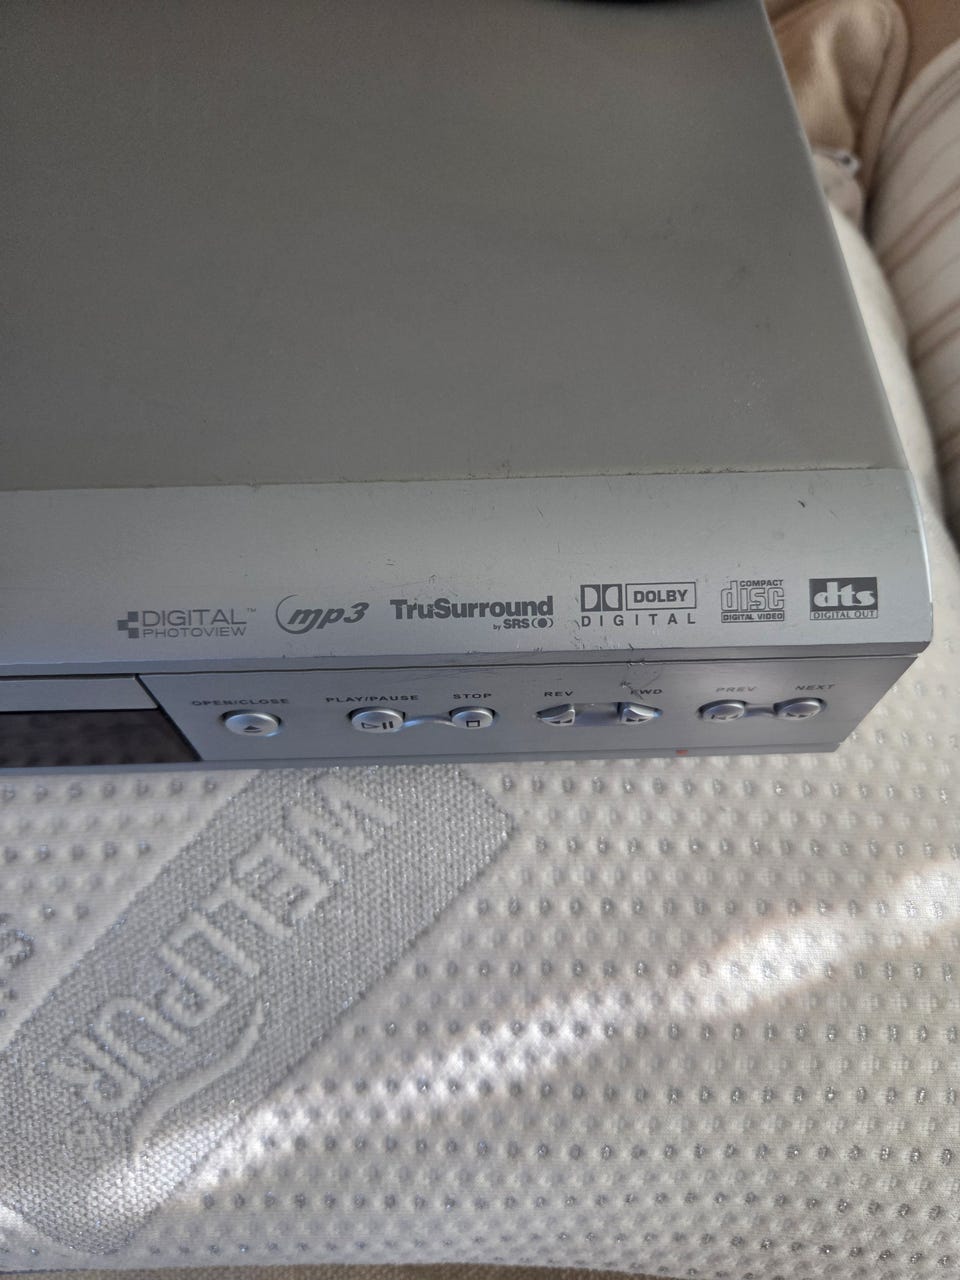 DIGITAL™
PHOTOVIEW
mp3
TruSurround
by SRS
DOLBY
DIGITAL
COMPACT
disc
DIGITAL VIDEO
dts
DIGITAL OUT
OPEN/CLOSE
PLAY/PAUSE
STOP
REV
FWD
PREV
NEXT
WELLPUR